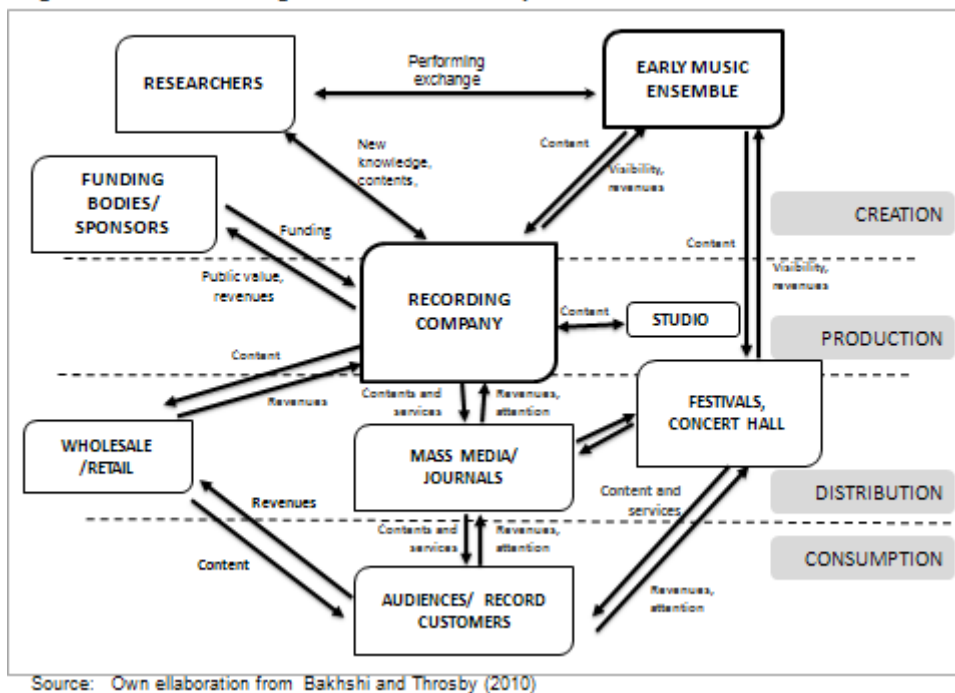 RESEARCHERS
Performing
exchange
EARLY MUSIC
ENSEMBLE
New
knowledge,
contents,
Content
Visibility,
revenues
FUNDING
BODIES/
SPONSORS
Funding
CREATION
Content
Public value,
revenues
Visibility,
revenues
RECORDING
COMPANY
Content
STUDIO
PRODUCTION
Content
Revenues
Contents and
services
Revenues,
attention
FESTIVALS,
CONCERT HALL
WHOLESALE
/RETAIL
MASS MEDIA/
JOURNALS
Revenues
Content and
services
DISTRIBUTION
Contents and
services
Revenues,
attention
CONSUMPTION
Content
AUDIENCES/ RECORD
CUSTOMERS
Revenues,
attention
Source: Own ellaboration from Bakhshi and Throsby (2010)